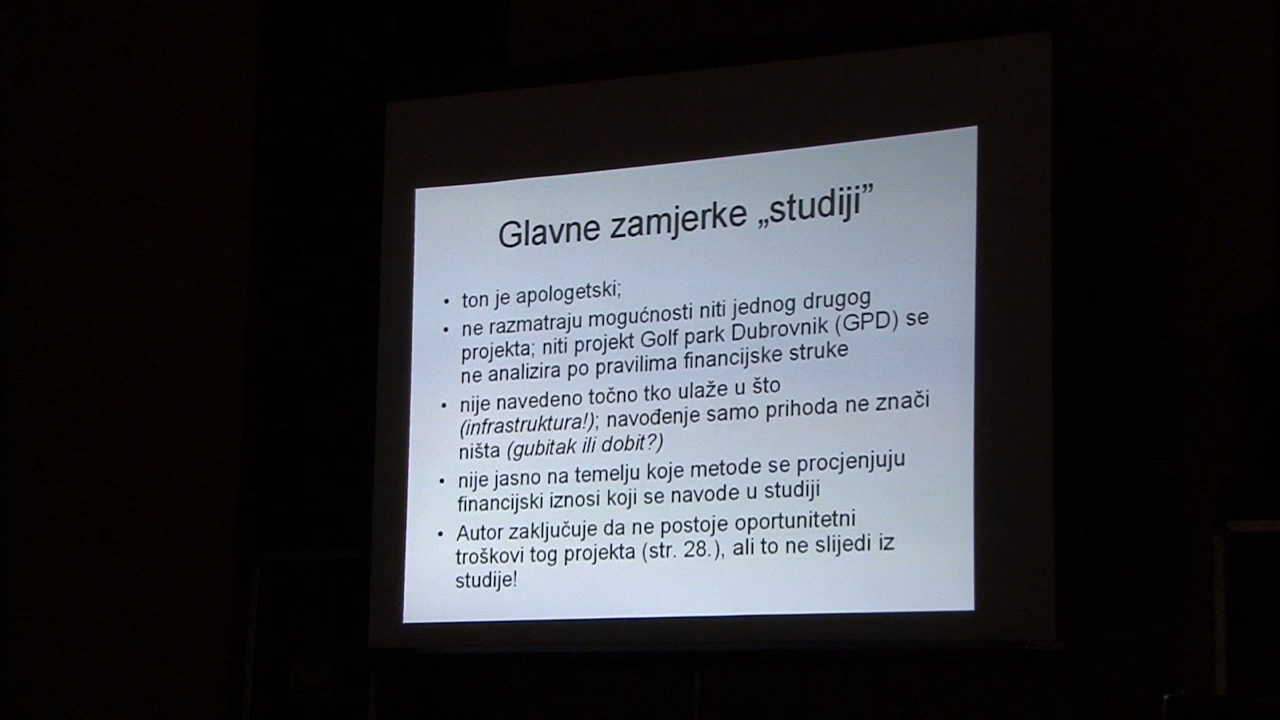 Glavne zamjerke „studiji”
• ton je apologetski;
• ne razmatraju mogućnosti niti jednog drugog
projekta; niti projekt Golf park Dubrovnik (GPD) se
ne analizira po pravilima financijske struke
• nije navedeno točno tko ulaže u što
(infrastruktura!); navođenje samo prihoda ne znači
ništa (gubitak ili dobit?)
• nije jasno na temelju koje metode se procjenjuju
financijski iznosi koji se navode u studiji
• Autor zaključuje da ne postoje oportunitetni
troškovi tog projekta (str. 28.), ali to ne slijedi iz
studije!